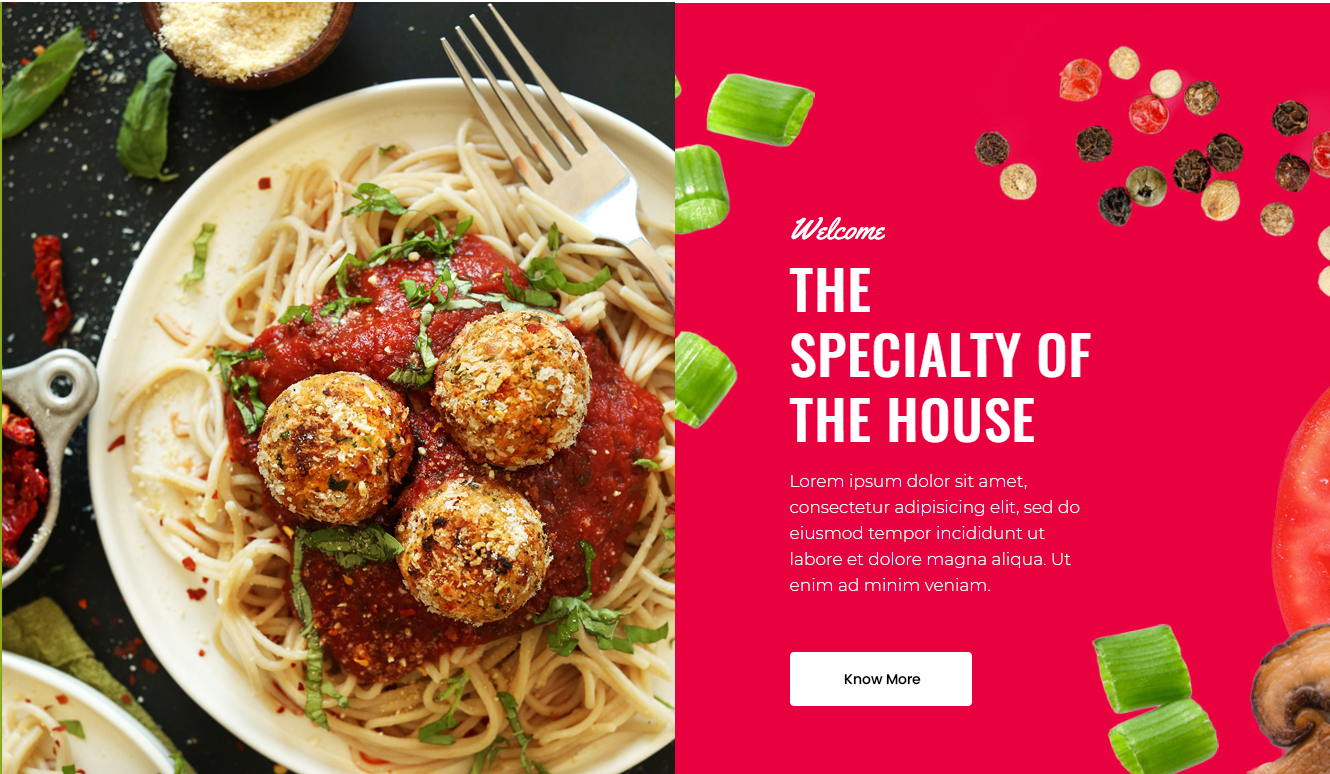 Welcome
THE
SPECIALTY OF
THE HOUSE
Lorem ipsum dolor sit amet,
consectetur adipisicing elit, sed do
eiusmod tempor incididunt ut
labore et dolore magna aliqua. Ut
enim ad minim veniam.
Know More